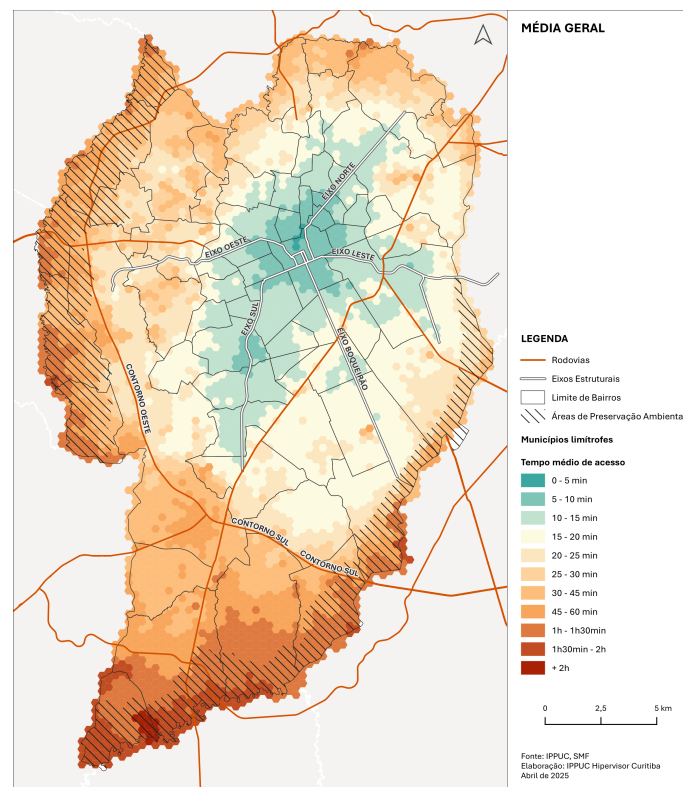 MÉDIA GERAL
EIXO NORTE
EIXO OESTE
EIXO LESTE
EIXO SUL
EIXO BOQUEIRÃO
CONTORNO OESTE
CONTORNO SUL
CONTORNO SUL
LEGENDA
Rodovias
Eixos Estruturais
Limite de Bairros
Áreas de Preservação Ambienta
Municípios limítrofes
Tempo médio de acesso
0 - 5 min
5 - 10 min
10 - 15 min
15 - 20 min
20 - 25 min
25 - 30 min
30 - 45 min
45 - 60 min
1h - 1h30min
1h30min - 2h
+ 2h
0 2,5 5 km
Fonte: IPPUC, SMF
Elaboração: IPPUC Hipervisor Curitiba
Abril de 2025